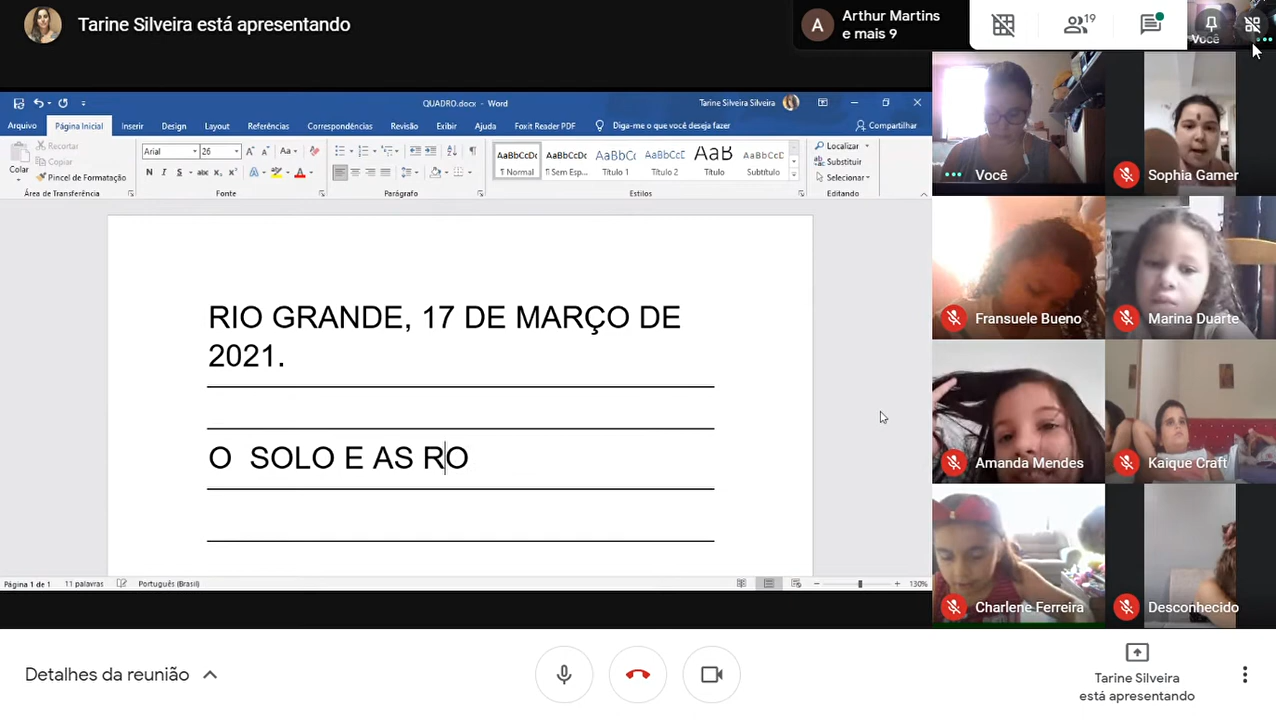 Tarine Silveira está apresentando
Arthur Martins
e mais 9
A
19
Você
QUADRO.docx - Word
Tarine Silveira Silveira
Arquivo
Página Inicial
Inserir
Design
Layout
Referências
Correspondências
Revisão
Exibir
Ajuda
Foxit Reader PDF
Diga-me o que você deseja fazer
Compartilhar
Colar
Recortar
Copiar
Pincel de Formatação
Área de Transferência
Arial
26
Fonte
Parágrafo
AaBbCcDc
¶ Normal
AaBbCcDc
¶ Sem Esp...
AaBbCc
Título 1
AaBbCcD
Título 2
AaB
Título
AaBbCcD
Subtítulo
Estilos
Localizar
Substituir
Selecionar
Editando
RIO GRANDE, 17 DE MARÇO DE
2021.
O SOLO E AS RO
Página 1 de 1
11 palavras
Português (Brasil)
130%
Você
Sophia Gamer
Fransuele Bueno
Marina Duarte
Amanda Mendes
Kaique Craft
Charlene Ferreira
Desconhecido
Detalhes da reunião
Tarine Silveira
está apresentando